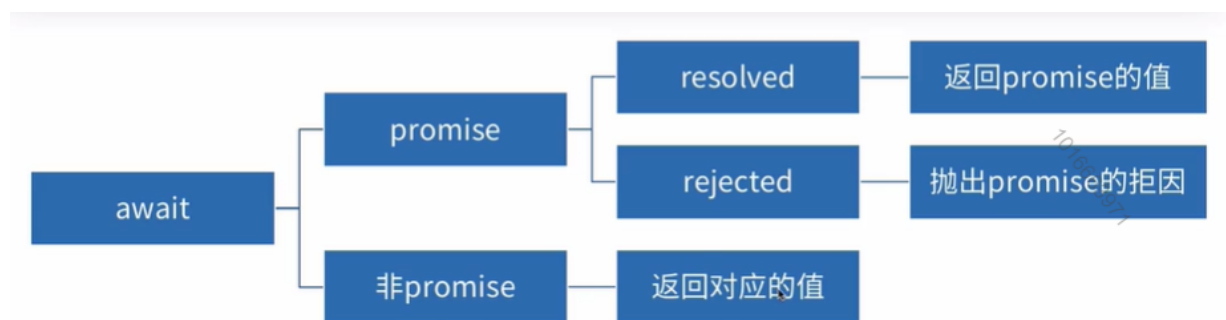 await
promise
resolved
返回promise的值
rejected
抛出promise的拒因
非promise
返回对应的值